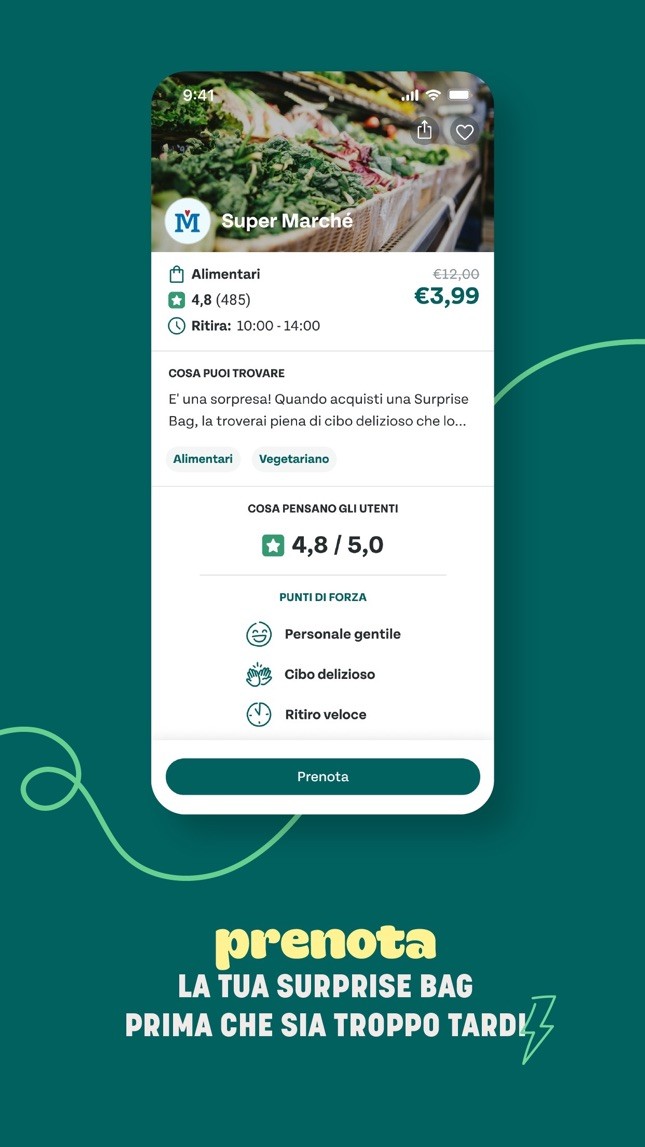 9:41
M
Super Marché
Alimentari
€12,00
4,8 (485)
€3,99
Ritira: 10:00 - 14:00
COSA PUOI TROVARE
E' una sorpresa! Quando acquisti una Surprise
Bag, la troverai piena di cibo delizioso che lo...
Alimentari
Vegetariano
COSA PENSANO GLI UTENTI
4,8 / 5,0
PUNTI DI FORZA
Personale gentile
Cibo delizioso
Ritiro veloce
Prenota
prenota
LA TUA SURPRISE BAG
PRIMA CHE SIA TROPPO TARDI